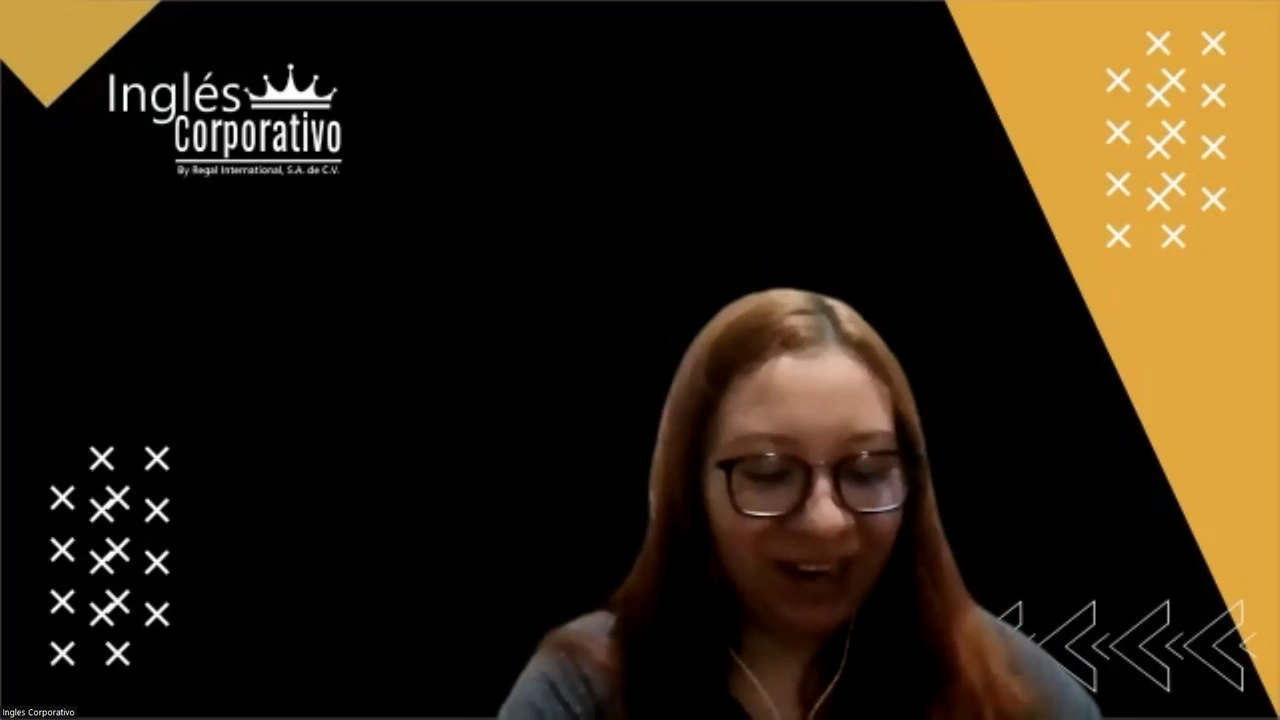 Inglés
Corporativo
By Regal International, S.A. de C.V.
Ingles Corporativo